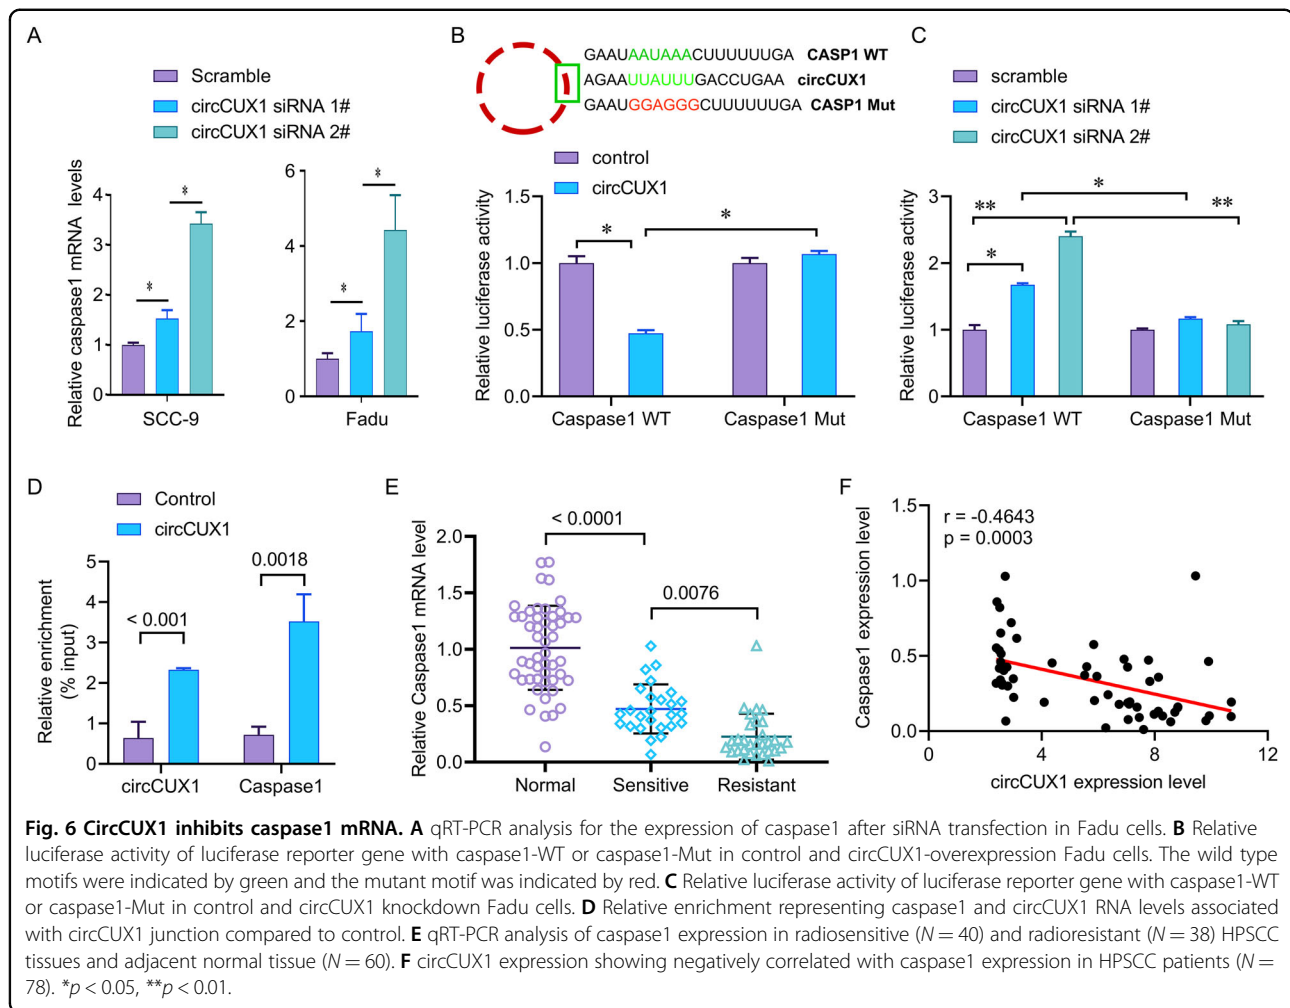 A
Scramble
circCUX1 siRNA 1#
circCUX1 siRNA 2#
Relative caspase1 mRNA levels
4
3
2
1
0
*
*
SCC-9
6
4
2
0
*
*
Fadu
B
GAAUAAUAAACUUUUUUGA CASP1 WT
AGAAUUAUUUGACCUGAA circCUX1
GAAUGGAGGGCUUUUUUGA CASP1 Mut
control
circCUX1
Relative luciferase activity
1.5
1.0
0.5
0.0
*
*
Caspase1 WT
Caspase1 Mut
C
scramble
circCUX1 siRNA 1#
circCUX1 siRNA 2#
Relative luciferase activity
3
2
1
0
*
**
**
*
Caspase1 WT
Caspase1 Mut
D
Control
circCUX1
Relative enrichment
(% input)
5
4
3
2
1
0
0.0018
< 0.001
circCUX1
Caspase1
E
Relative Caspase1 mRNA level
2.0
1.5
1.0
0.5
0.0
< 0.0001
0.0076
Normal
Sensitive
Resistant
F
Caspase1 expression level
1.5
1.0
0.5
0.0
r = -0.4643
p = 0.0003
0
4
8
12
circCUX1 expression level
Fig. 6 CircCUX1 inhibits caspase1 mRNA. A qRT-PCR analysis for the expression of caspase1 after siRNA transfection in Fadu cells. B Relative
luciferase activity of luciferase reporter gene with caspase1-WT or caspase1-Mut in control and circCUX1-overexpression Fadu cells. The wild type
motifs were indicated by green and the mutant motif was indicated by red. C Relative luciferase activity of luciferase reporter gene with caspase1-WT
or caspase1-Mut in control and circCUX1 knockdown Fadu cells. D Relative enrichment representing caspase1 and circCUX1 RNA levels associated
with circCUX1 junction compared to control. E qRT-PCR analysis of caspase1 expression in radiosensitive (N = 40) and radioresistant (N = 38) HPSCC
tissues and adjacent normal tissue (N = 60). F circCUX1 expression showing negatively correlated with caspase1 expression in HPSCC patients (N =
78). *p < 0.05, **p < 0.01.